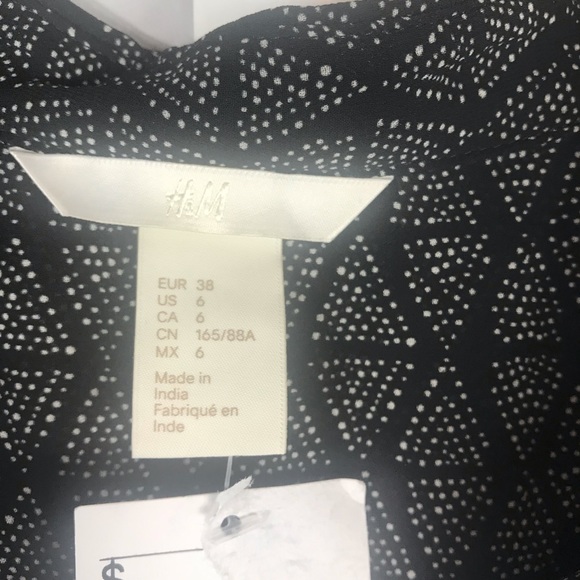 H&M
EUR 38
US 6
CA 6
CN 165/88A
MX 6
Made in
India
Fabriqué en
Inde
$